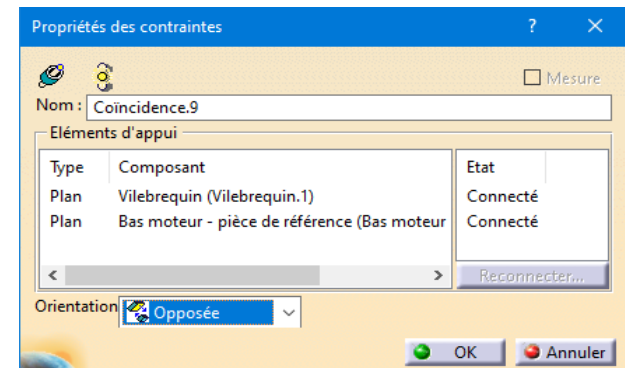 Propriétés des contraintes ? ×
Mesure
Nom : Coïncidence.9
Eléments d'appui
Type Composant Etat
Plan Vilebrequin (Vilebrequin.1) Connecté
Plan Bas moteur - pièce de référence (Bas moteur Connecté
Reconnecter...
Orientation Opposée
OK Annuler